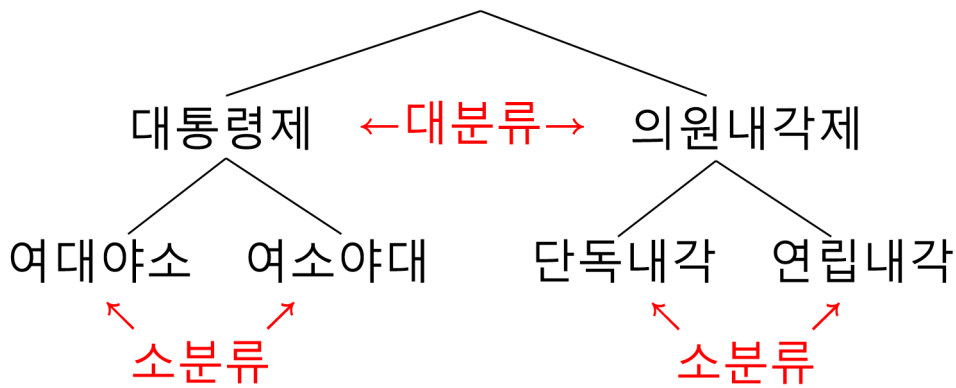 대통령제 ←대분류→ 의원내각제
여대야소 여소야대 단독내각 연립내각
소분류 소분류